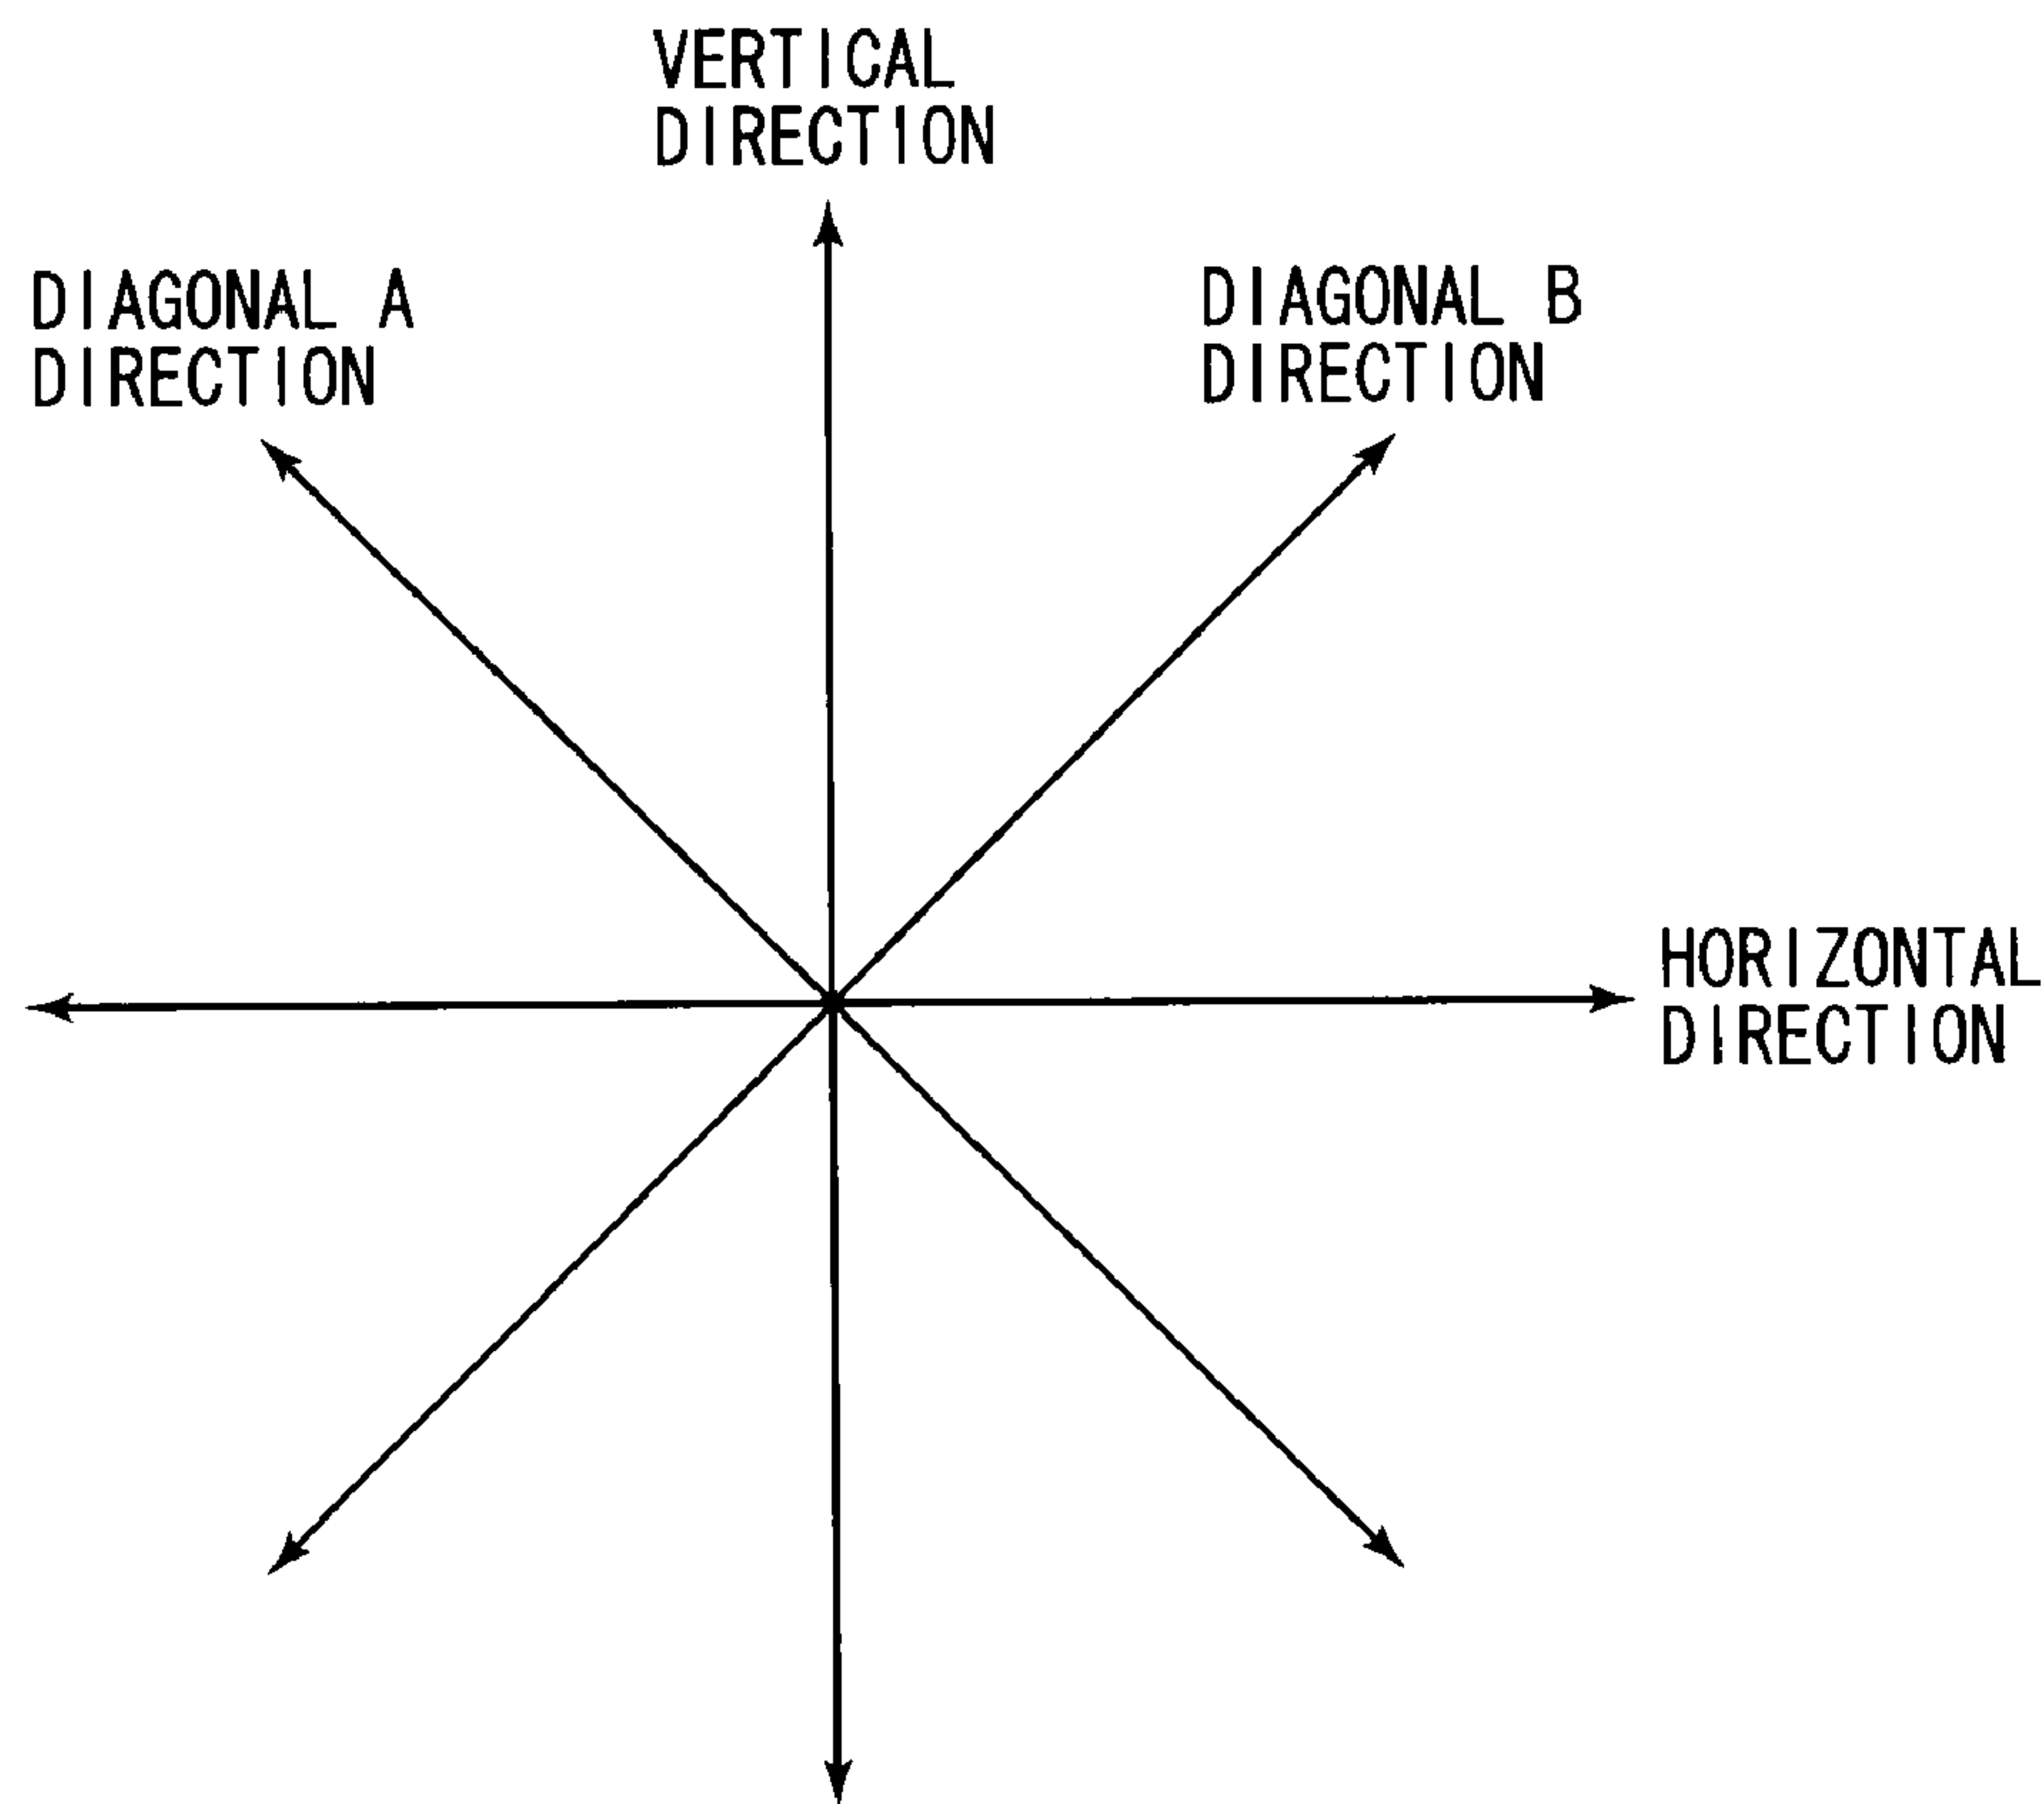 VERTICAL
DIRECTION
DIAGONAL A
DIRECTION
DIAGONAL B
DIRECTION
HORIZONTAL
DIRECTION